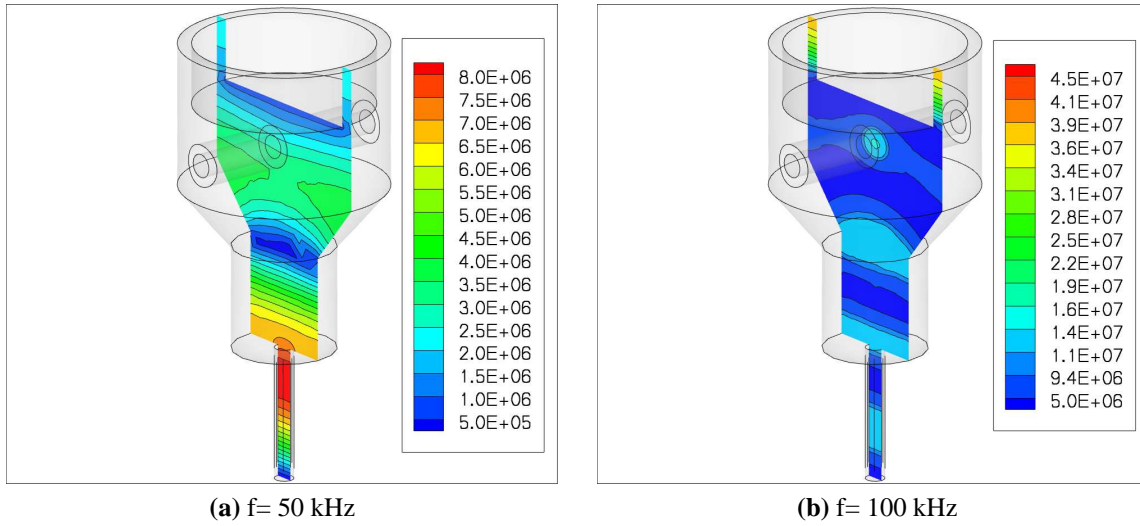 8.0E+06
7.5E+06
7.0E+06
6.5E+06
6.0E+06
5.5E+06
5.0E+06
4.5E+06
4.0E+06
3.5E+06
3.0E+06
2.5E+06
2.0E+06
1.5E+06
1.0E+06
5.0E+05
4.5E+07
4.1E+07
3.9E+07
3.6E+07
3.4E+07
3.1E+07
2.8E+07
2.5E+07
2.2E+07
1.9E+07
1.6E+07
1.4E+07
1.1E+07
9.4E+06
5.0E+06
(a) f= 50 kHz
(b) f= 100 kHz